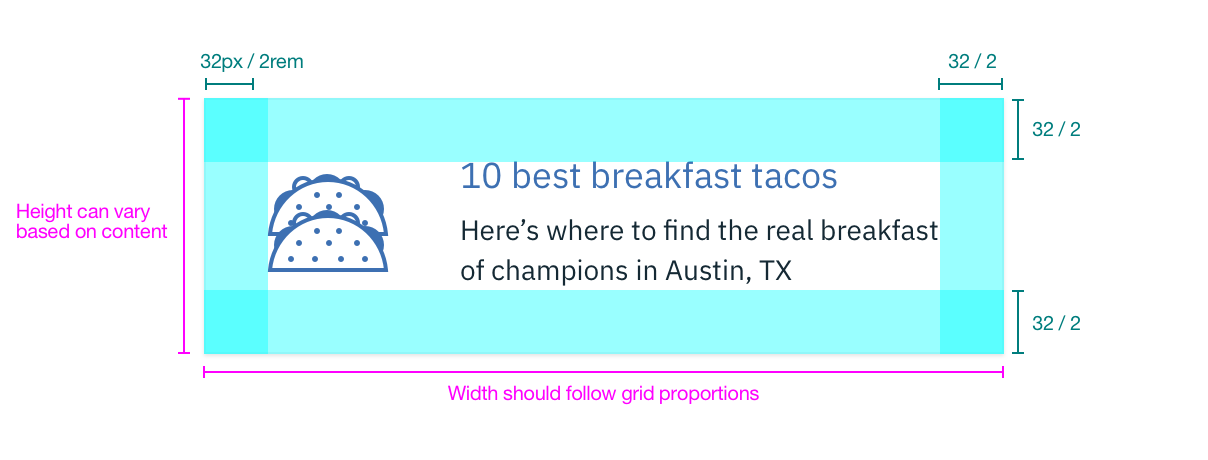 32px / 2rem
32 / 2
32 / 2
10 best breakfast tacos
Height can vary
based on content
Here’s where to find the real breakfast
of champions in Austin, TX
32 / 2
Width should follow grid proportions